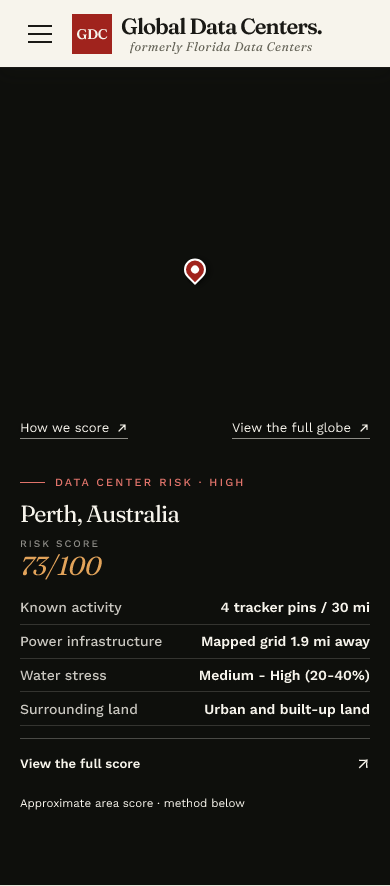 GDC
Global Data Centers.
formerly Florida Data Centers
How we score ↗
View the full globe ↗
DATA CENTER RISK · HIGH
Perth, Australia
RISK SCORE
73/100
Known activity 4 tracker pins / 30 mi
Power infrastructure Mapped grid 1.9 mi away
Water stress Medium - High (20-40%)
Surrounding land Urban and built-up land
View the full score ↗
Approximate area score · method below